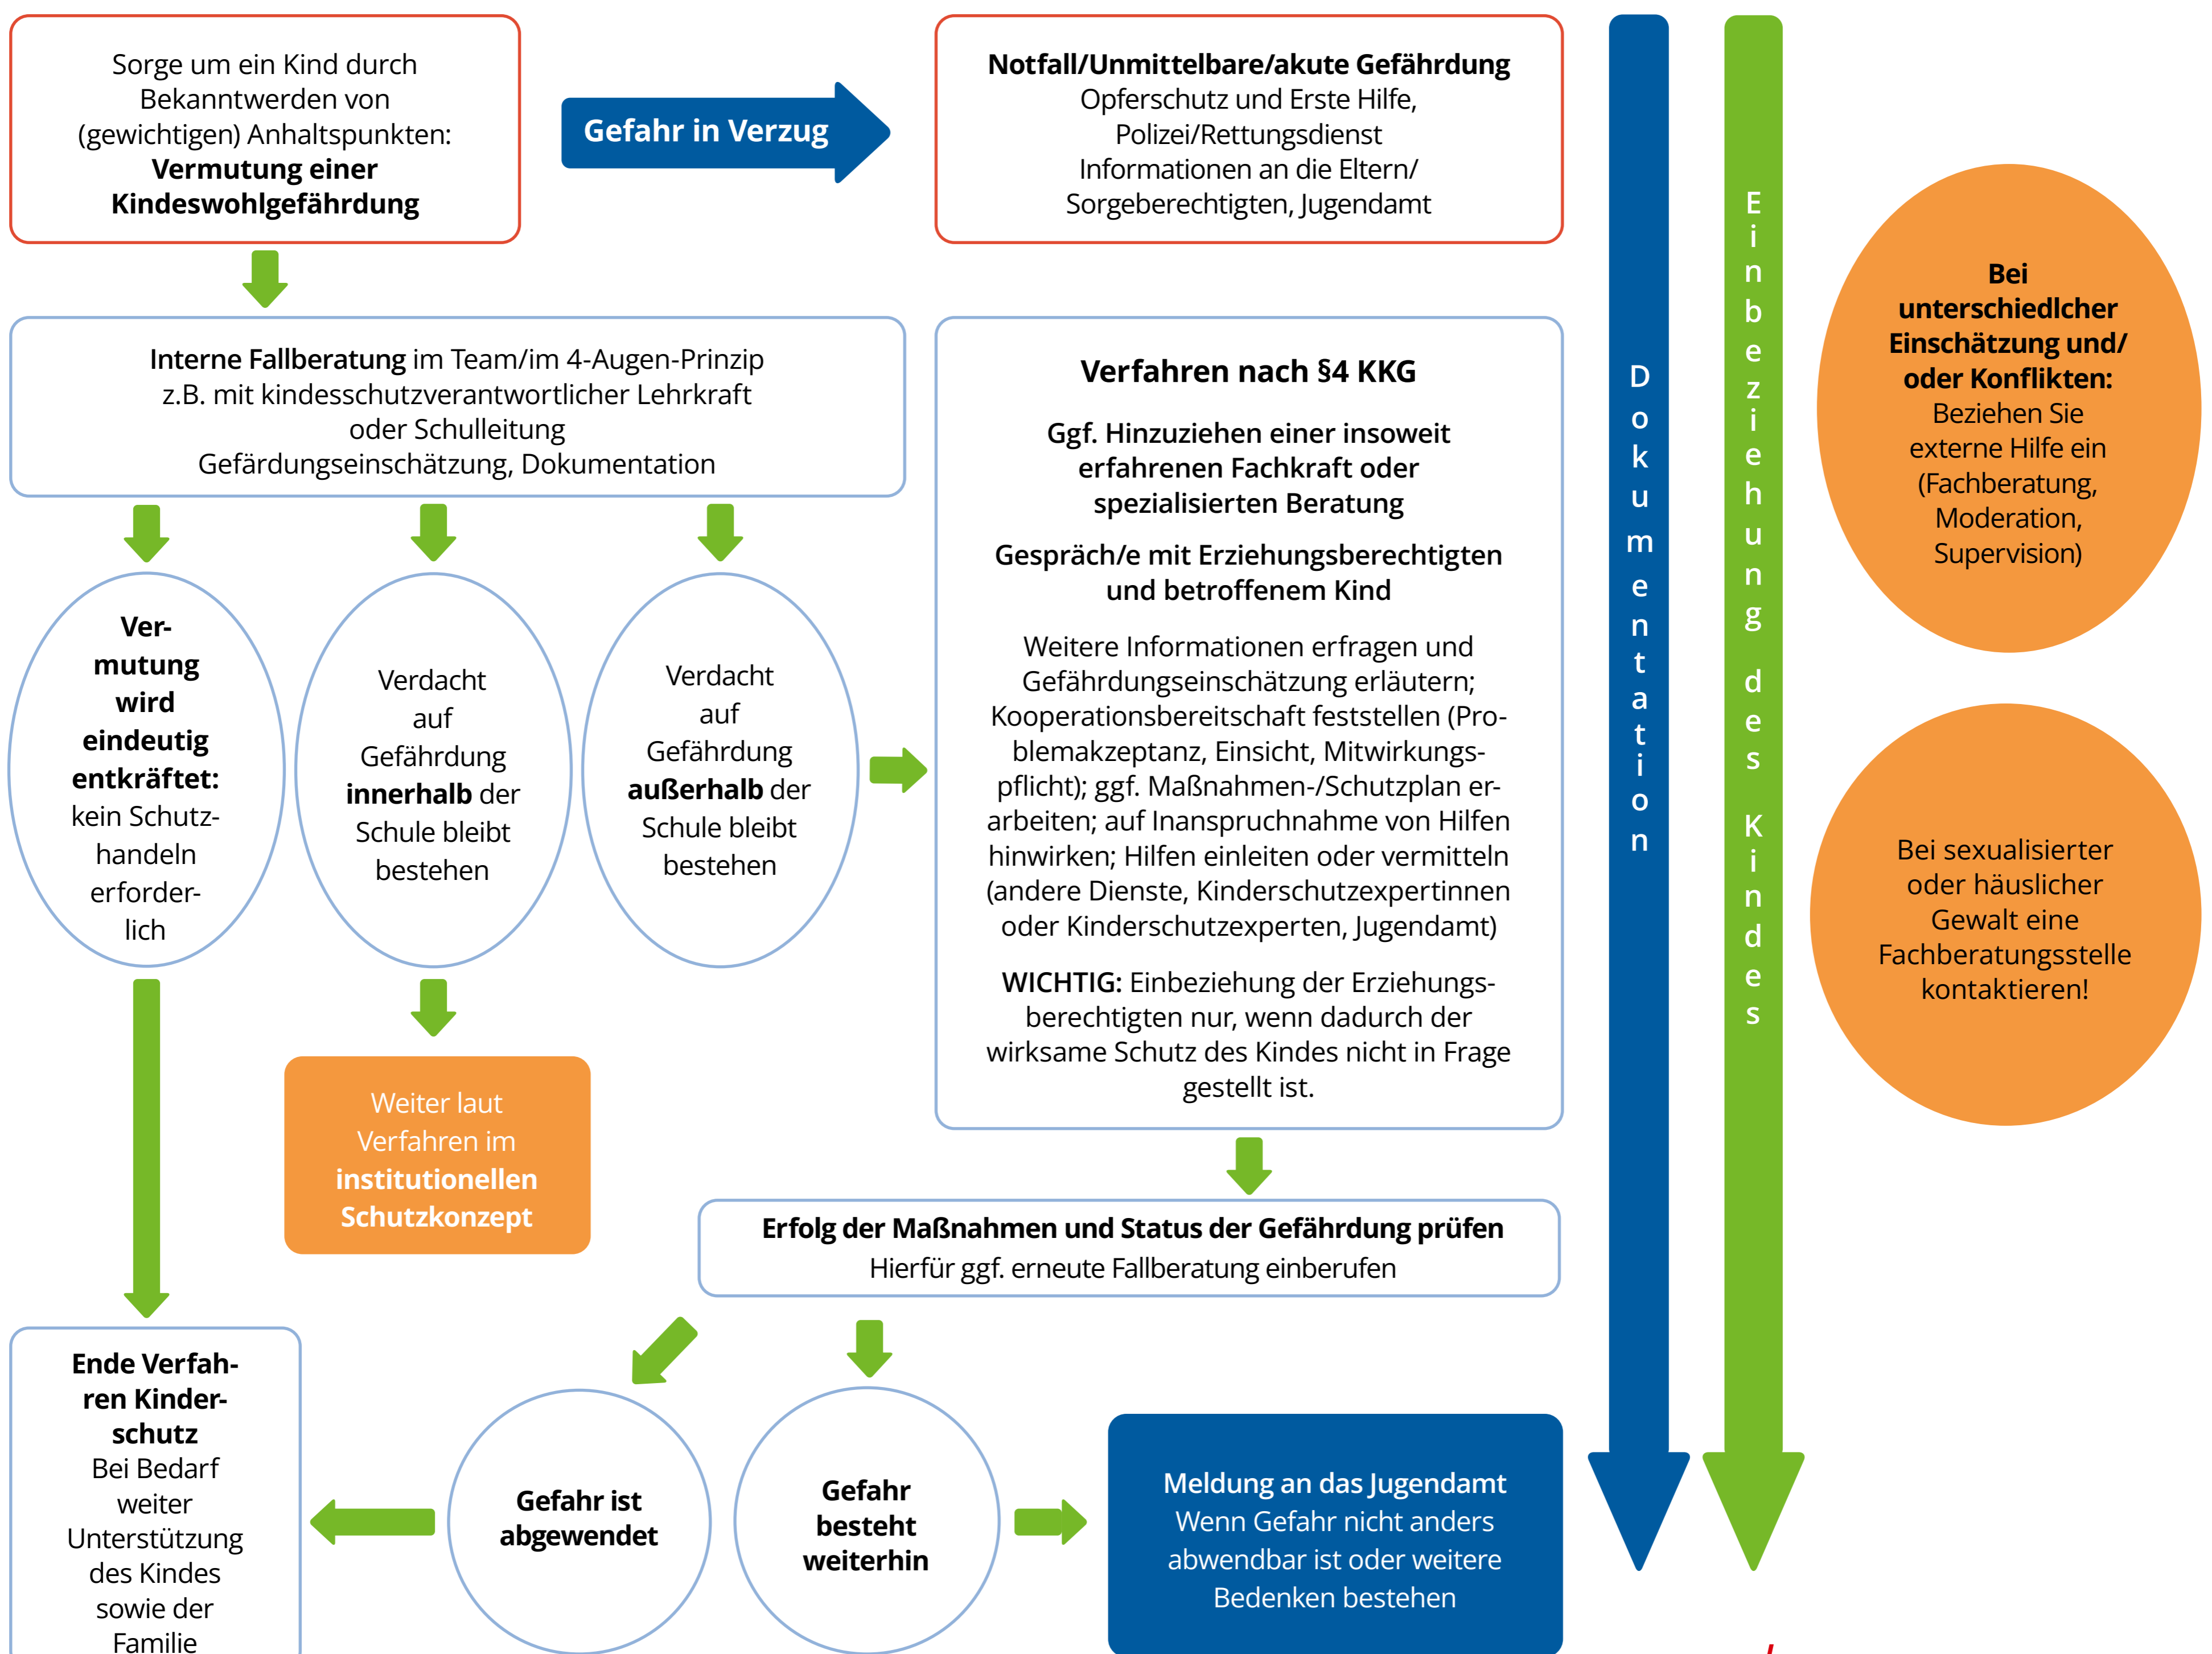 Sorge um ein Kind durch
Bekanntwerden von
(gewichtigen) Anhaltspunkten:
Vermutung einer
Kindeswohlgefährdung
Gefahr in Verzug
Notfall/Unmittelbare/akute Gefährdung
Opferschutz und Erste Hilfe,
Polizei/Rettungsdienst
Informationen an die Eltern/
Sorgeberechtigten, Jugendamt
Interne Fallberatung im Team/im 4-Augen-Prinzip
z.B. mit kindesschutzverantwortlicher Lehrkraft
oder Schulleitung
Gefärdungseinschätzung, Dokumentation
Ver-
mutung
wird
eindeutig
entkräftet:
kein Schutz-
handeln
erforder-
lich
Verdacht
auf
Gefährdung
innerhalb der
Schule bleibt
bestehen
Verdacht
auf
Gefährdung
außerhalb der
Schule bleibt
bestehen
Verfahren nach §4 KKG
Ggf. Hinzuziehen einer insoweit
erfahrenen Fachkraft oder
spezialisierten Beratung
Gespräch/e mit Erziehungsberechtigten
und betroffenem Kind
Weitere Informationen erfragen und
Gefährdungseinschätzung erläutern;
Kooperationsbereitschaft feststellen (Pro-
blemakzeptanz, Einsicht, Mitwirkungs-
pflicht); ggf. Maßnahmen-/Schutzplan er-
arbeiten; auf Inanspruchnahme von Hilfen
hinwirken; Hilfen einleiten oder vermitteln
(andere Dienste, Kinderschutzexpertinnen
oder Kinderschutzexperten, Jugendamt)
WICHTIG: Einbeziehung der Erziehungs-
berechtigten nur, wenn dadurch der
wirksame Schutz des Kindes nicht in Frage
gestellt ist.
Weiter laut
Verfahren im
institutionellen
Schutzkonzept
Erfolg der Maßnahmen und Status der Gefährdung prüfen
Hierfür ggf. erneute Fallberatung einberufen
Ende Verfah-
ren Kinder-
schutz
Bei Bedarf
weiter
Unterstützung
des Kindes
sowie der
Familie
Gefahr ist
abgewendet
Gefahr
besteht
weiterhin
Meldung an das Jugendamt
Wenn Gefahr nicht anders
abwendbar ist oder weitere
Bedenken bestehen
Dokumentation
Einbeziehung des Kindes
Bei
unterschiedlcher
Einschätzung und/
oder Konflikten:
Beziehen Sie
externe Hilfe ein
(Fachberatung,
Moderation,
Supervision)
Bei sexualisierter
oder häuslicher
Gewalt eine
Fachberatungsstelle
kontaktieren!